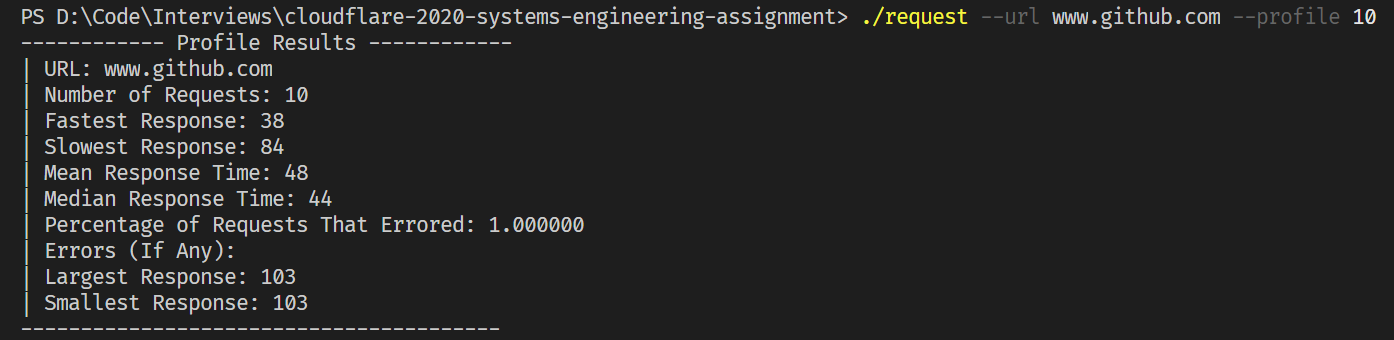 PS D:\Code\Interviews\cloudflare-2020-systems-engineering-assignment> ./request --url www.github.com --profile 10
------------ Profile Results ------------
| URL: www.github.com
| Number of Requests: 10
| Fastest Response: 38
| Slowest Response: 84
| Mean Response Time: 48
| Median Response Time: 44
| Percentage of Requests That Errored: 1.000000
| Errors (If Any):
| Largest Response: 103
| Smallest Response: 103
----------------------------------------